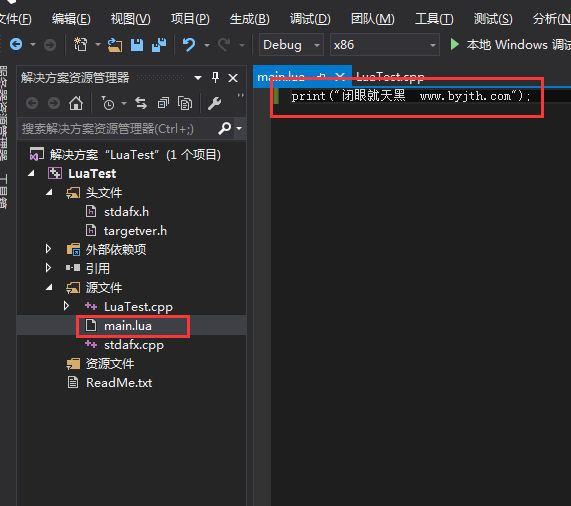 文件(F) 编辑(E) 视图(V) 项目(P) 生成(B) 调试(D) 团队(M) 工具(T) 测试(S) 分析(N)
Debug x86 本地 Windows 调试
解决方案资源管理器
main.lua LuaTest.cpp
print("闭眼就天黑  www.byjth.com");
搜索解决方案资源管理器(Ctrl+;)
解决方案“LuaTest”(1 个项目)
LuaTest
头文件
stdafx.h
targetver.h
外部依赖项
引用
源文件
LuaTest.cpp
main.lua
stdafx.cpp
资源文件
ReadMe.txt